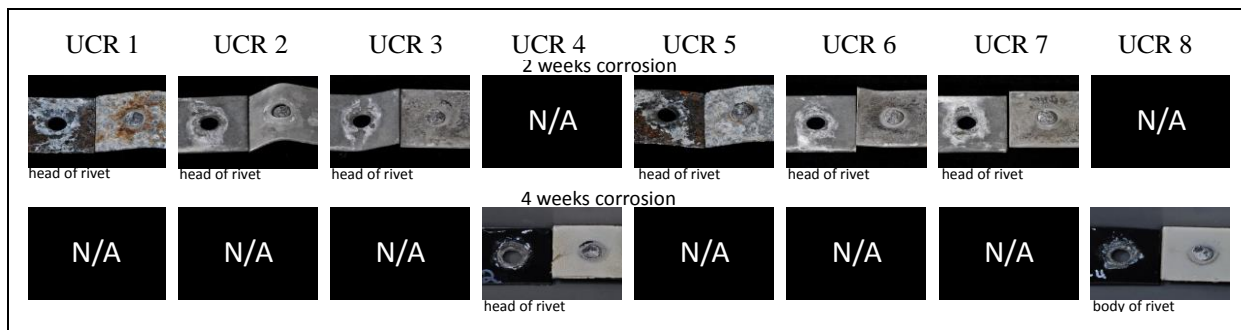 UCR 1 UCR 2 UCR 3 UCR 4 UCR 5 UCR 6 UCR 7 UCR 8
2 weeks corrosion
N/A N/A
head of rivet head of rivet head of rivet head of rivet head of rivet head of rivet
4 weeks corrosion
N/A N/A N/A N/A N/A N/A
head of rivet body of rivet